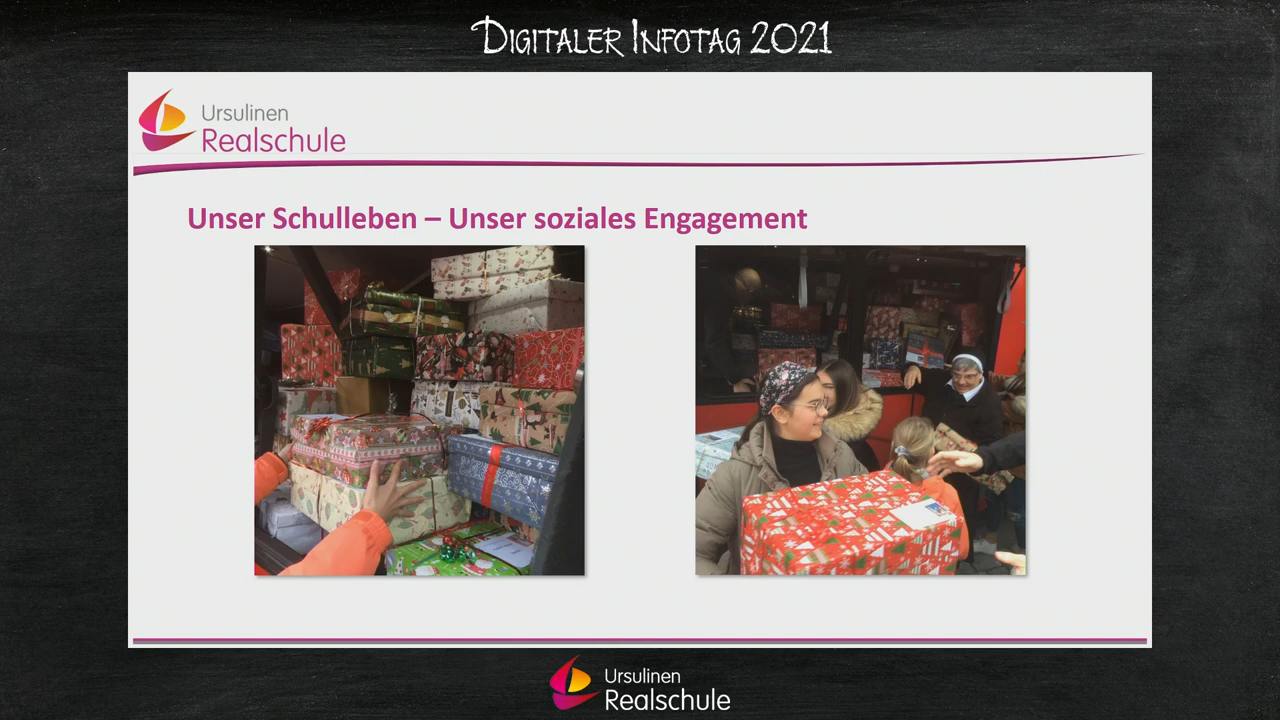 Digitaler Infotag 2021
Ursulinen
Realschule
Unser Schulleben – Unser soziales Engagement
Ursulinen
Realschule